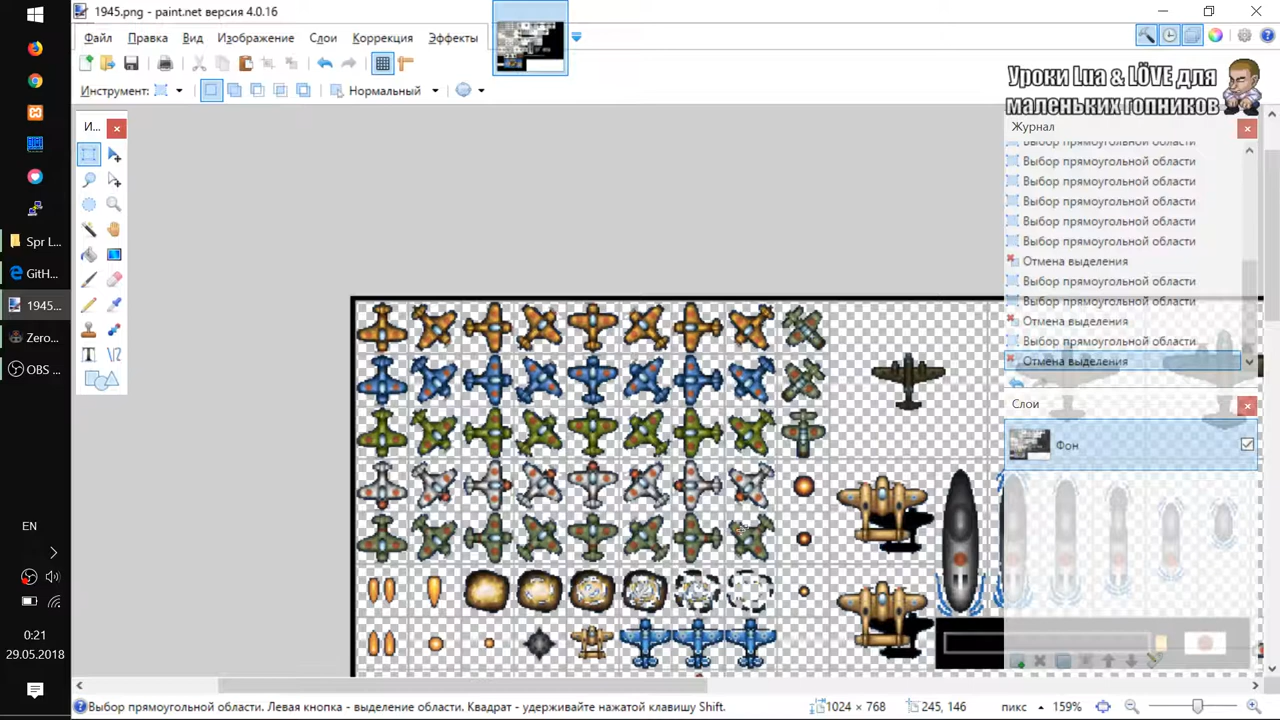 1945.png - paint.net версия 4.0.16
Файл Правка Вид Изображение Слои Коррекция Эффекты
Инструмент: Нормальный
Уроки Lua & LÖVE для
маленьких гопников
И...
Журнал
Выбор прямоугольной области
Выбор прямоугольной области
Выбор прямоугольной области
Выбор прямоугольной области
Выбор прямоугольной области
Выбор прямоугольной области
Отмена выделения
Выбор прямоугольной области
Выбор прямоугольной области
Отмена выделения
Выбор прямоугольной области
Отмена выделения
Слои
Фон
Spr L...
GitH...
1945...
Zero...
OBS ...
EN
0:21
29.05.2018
Выбор прямоугольной области. Левая кнопка - выделение области. Квадрат - удерживайте нажатой клавишу Shift.
1024 × 768
245, 146
пикс
159%